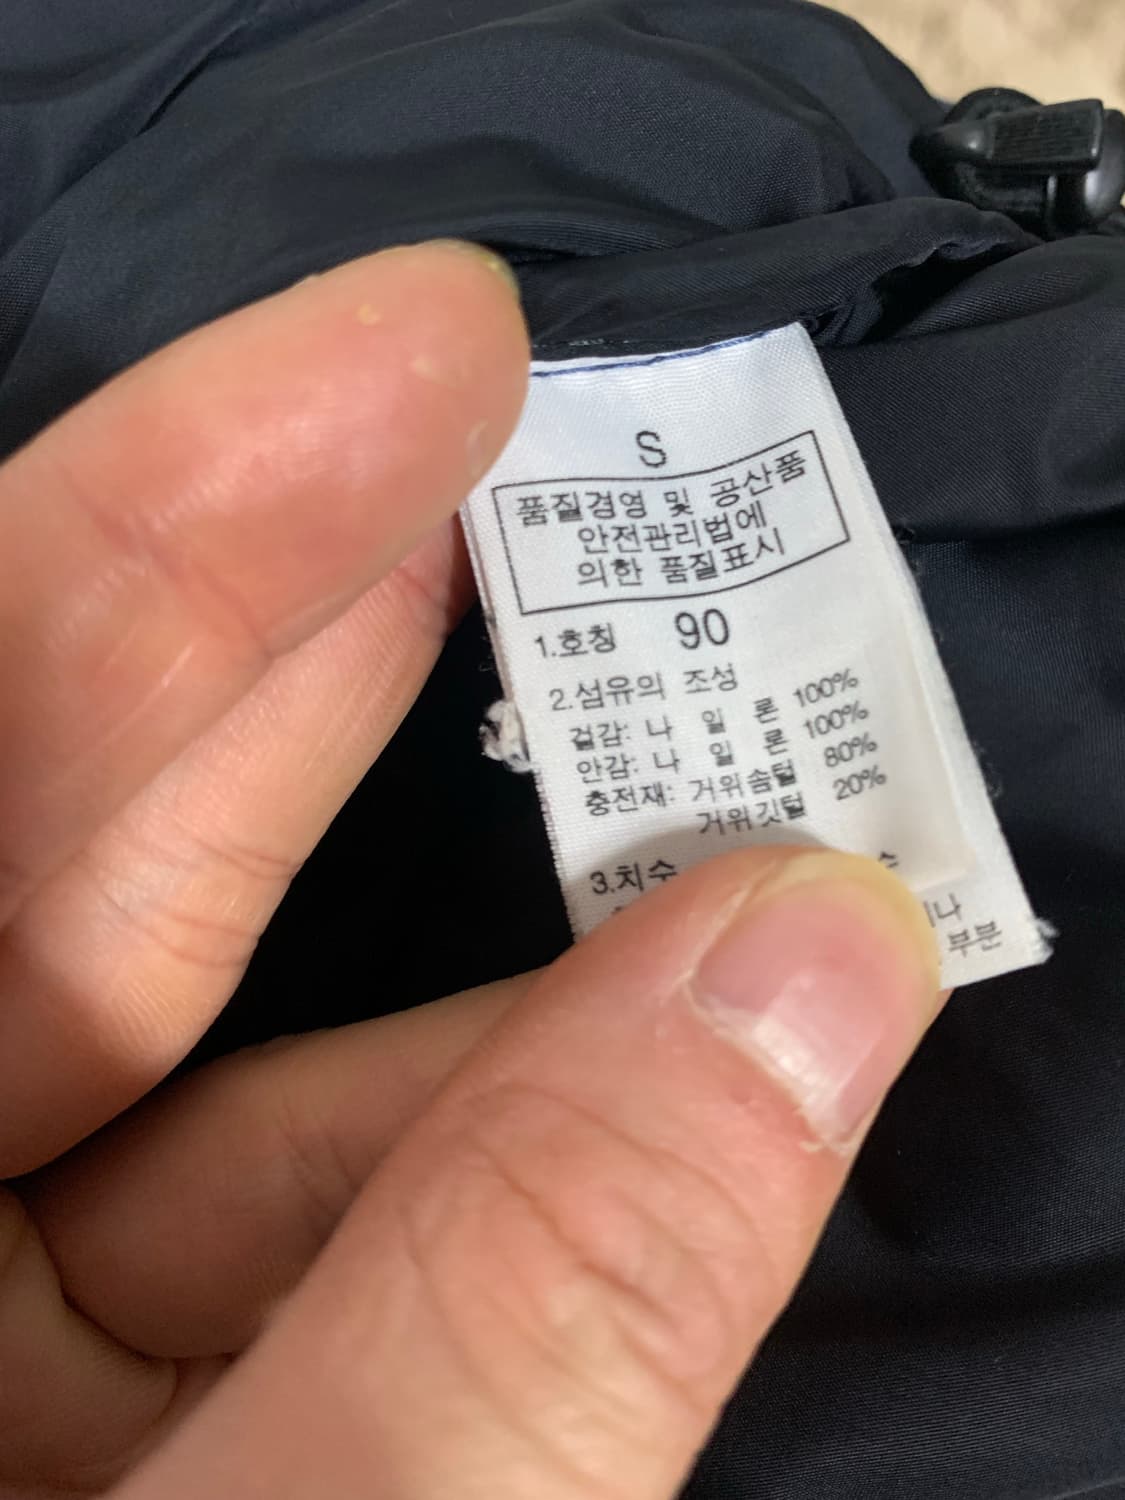 S
품질경영 및 공산품
안전관리법에
의한 품질표시
1.호칭 90
2.섬유의 조성
겉감: 나 일 론 100%
안감: 나 일 론 100%
충전재: 거위솜털 80%
거위깃털 20%
3.치수
부분